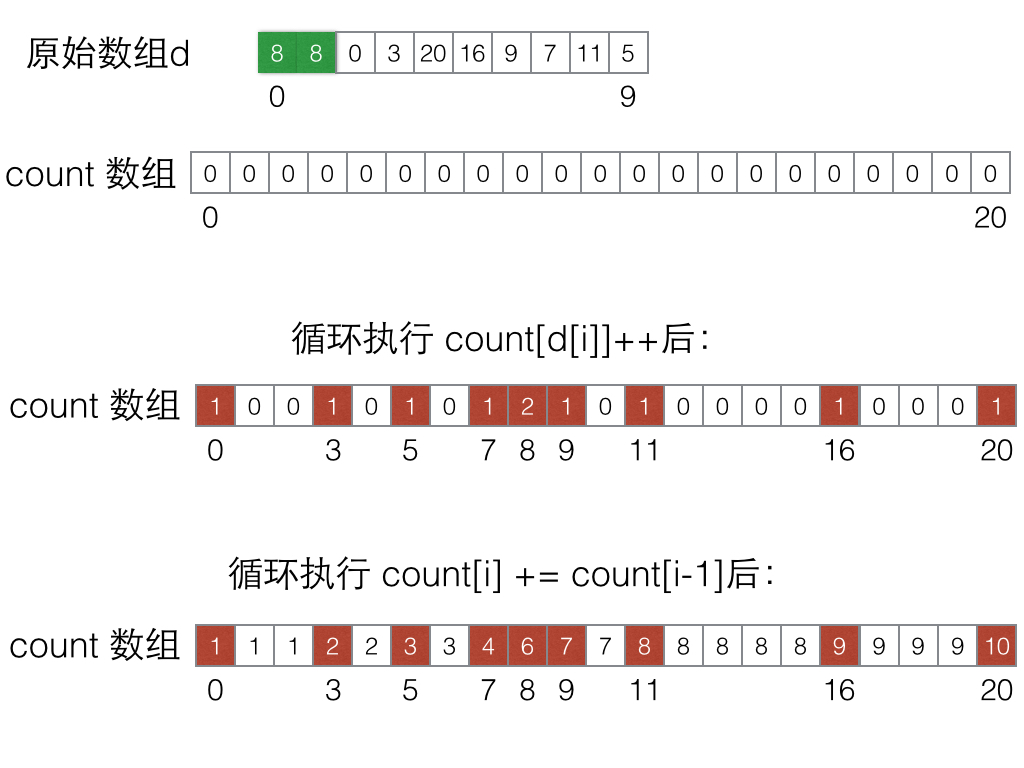 原始数组d 8 8 0 3 20 16 9 7 11 5
0 9
count 数组 0 0 0 0 0 0 0 0 0 0 0 0 0 0 0 0 0 0 0 0 0
0 20
循环执行 count[d[i]]++后：
count 数组 1 0 0 1 0 1 0 1 2 1 0 1 0 0 0 0 1 0 0 0 1
0 3 5 7 8 9 11 16 20
循环执行 count[i] += count[i-1]后：
count 数组 1 1 1 2 2 3 3 4 6 7 7 8 8 8 8 8 9 9 9 9 10
0 3 5 7 8 9 11 16 20